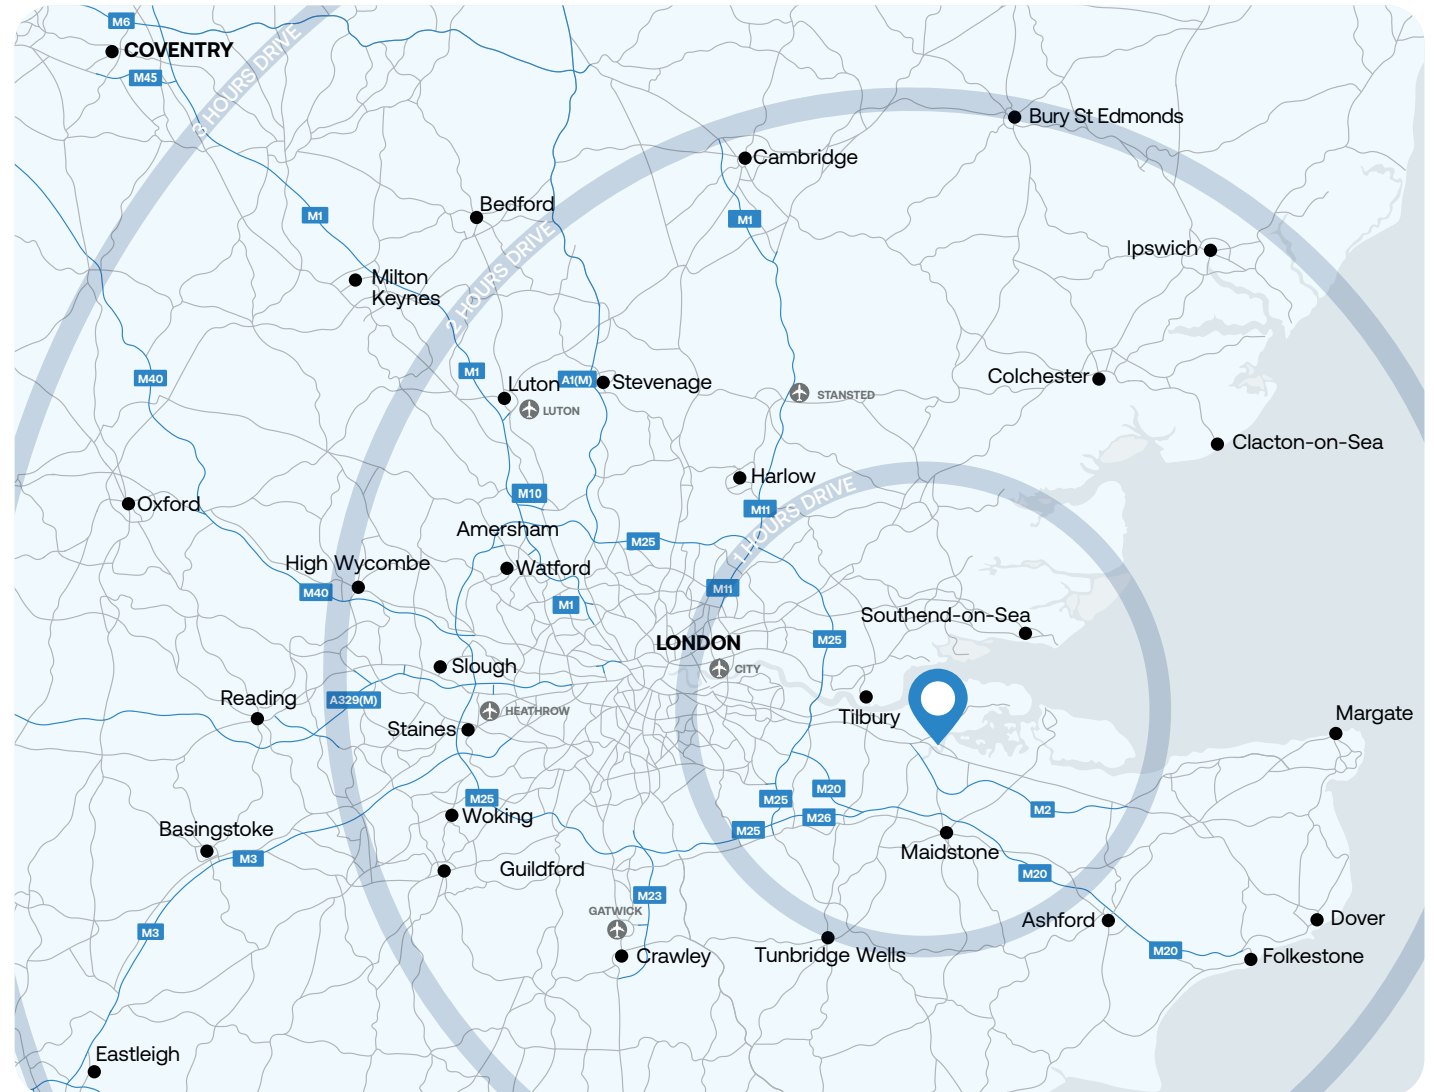 M6
COVENTRY
M45
3 HOURS DRIVE
Bury St Edmonds
Cambridge
Bedford
M1
M1
2 HOURS DRIVE
Ipswich
Milton
Keynes
M40
M1
Luton
A1(M)
Stevenage
LUTON
STANSTED
Colchester
Clacton-on-Sea
Harlow
1 HOURS DRIVE
M10
Oxford
M11
Amersham
M25
High Wycombe
Watford
M40
M11
M1
Southend-on-Sea
LONDON
M25
Slough
CITY
Reading
A329(M)
HEATHROW
Tilbury
Staines
Margate
M25
M20
M25
M2
Woking
M26
Basingstoke
M25
M3
Maidstone
Guildford
M20
M23
GATWICK
Ashford
Dover
M3
Crawley
Tunbridge Wells
M20
Folkestone
Eastleigh